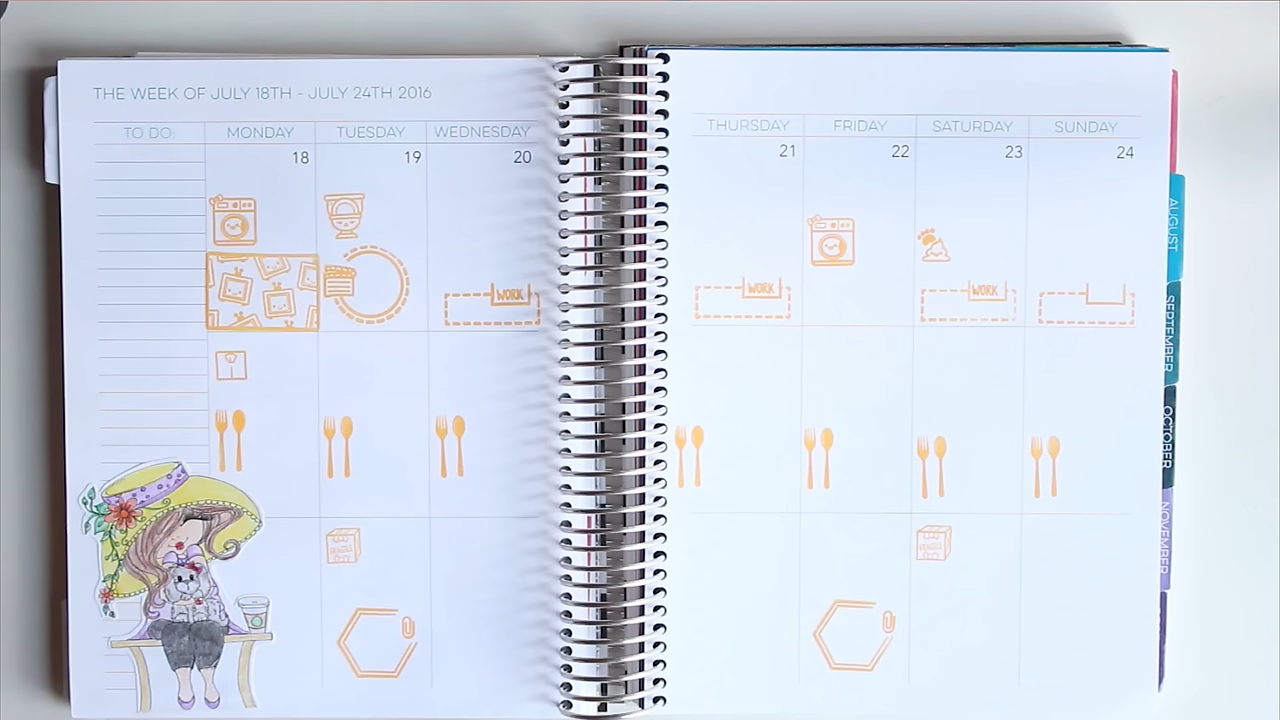 THE WEEK OF JULY 18TH - JULY 24TH 2016
TO DO: MONDAY TUESDAY WEDNESDAY THURSDAY FRIDAY SATURDAY SUNDAY
18 19 20 21 22 23 24
WORK WORK WORK
AUGUST
SEPTEMBER
OCTOBER
NOVEMBER